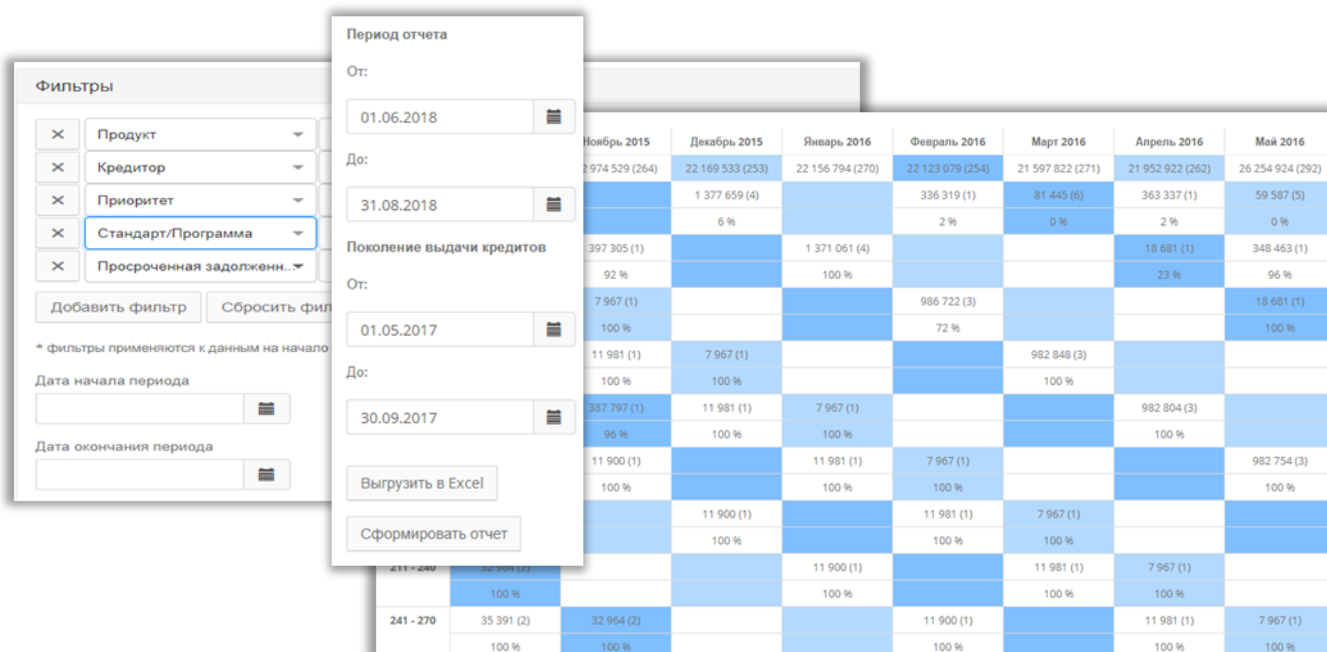 Период отчета
От:
01.06.2018
До:
31.08.2018
Поколение выдачи кредитов
От:
01.05.2017
До:
30.09.2017
Выгрузить в Excel
Сформировать отчет
Фильтры
Продукт
Кредитор
Приоритет
Стандарт/Программа
Просроченная задолженн...
Добавить фильтр Сбросить фил
* фильтры применяются к данным на начало
Дата начала периода
Дата окончания периода
Ноябрь 2015 Декабрь 2015 Январь 2016 Февраль 2016 Март 2016 Апрель 2016 Май 2016
2 974 529 (264) 22 169 533 (253) 22 156 794 (270) 22 123 079 (254) 21 597 822 (271) 21 952 922 (262) 26 254 924 (292)
1 377 659 (4) 336 319 (1) 81 445 (6) 363 337 (1) 59 587 (5)
6 % 2 % 0 % 2 % 0 %
397 305 (1) 1 371 061 (4) 18 681 (1) 348 463 (1)
92 % 100 % 23 % 96 %
7 967 (1) 986 722 (3) 18 681 (1)
100 % 72 % 100 %
11 981 (1) 7 967 (1) 982 848 (3)
100 % 100 % 100 %
387 797 (1) 11 981 (1) 7 967 (1) 982 804 (3)
96 % 100 % 100 % 100 %
11 900 (1) 11 981 (1) 7 967 (1) 982 754 (3)
100 % 100 % 100 % 100 %
11 900 (1) 11 981 (1) 7 967 (1)
100 % 100 % 100 %
211 - 240 32 964 (2) 11 900 (1) 11 981 (1) 7 967 (1)
100 % 100 % 100 % 100 %
241 - 270 35 391 (2) 32 964 (2) 11 900 (1) 11 981 (1) 7 967 (1)
100 % 100 % 100 % 100 % 100 %